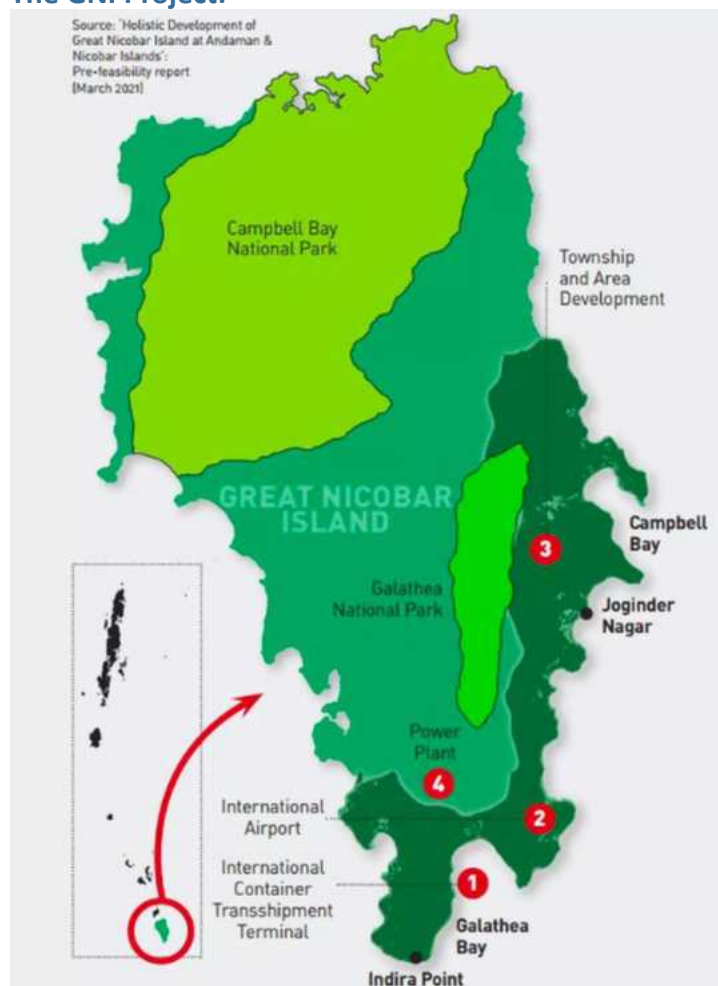 The GNI Project:
Source: 'Holistic Development of
Great Nicobar Island at Andaman &
Nicobar Islands':
Pre-feasibility report
(March 2021)
Campbell Bay
National Park
Township
and Area
Development
GREAT NICOBAR
ISLAND
Campbell
Bay
3
Galathea
National Park
Joginder
Nagar
Power
Plant
4
International
Airport
2
International
Container
Transshipment
Terminal
1
Galathea
Bay
Indira Point